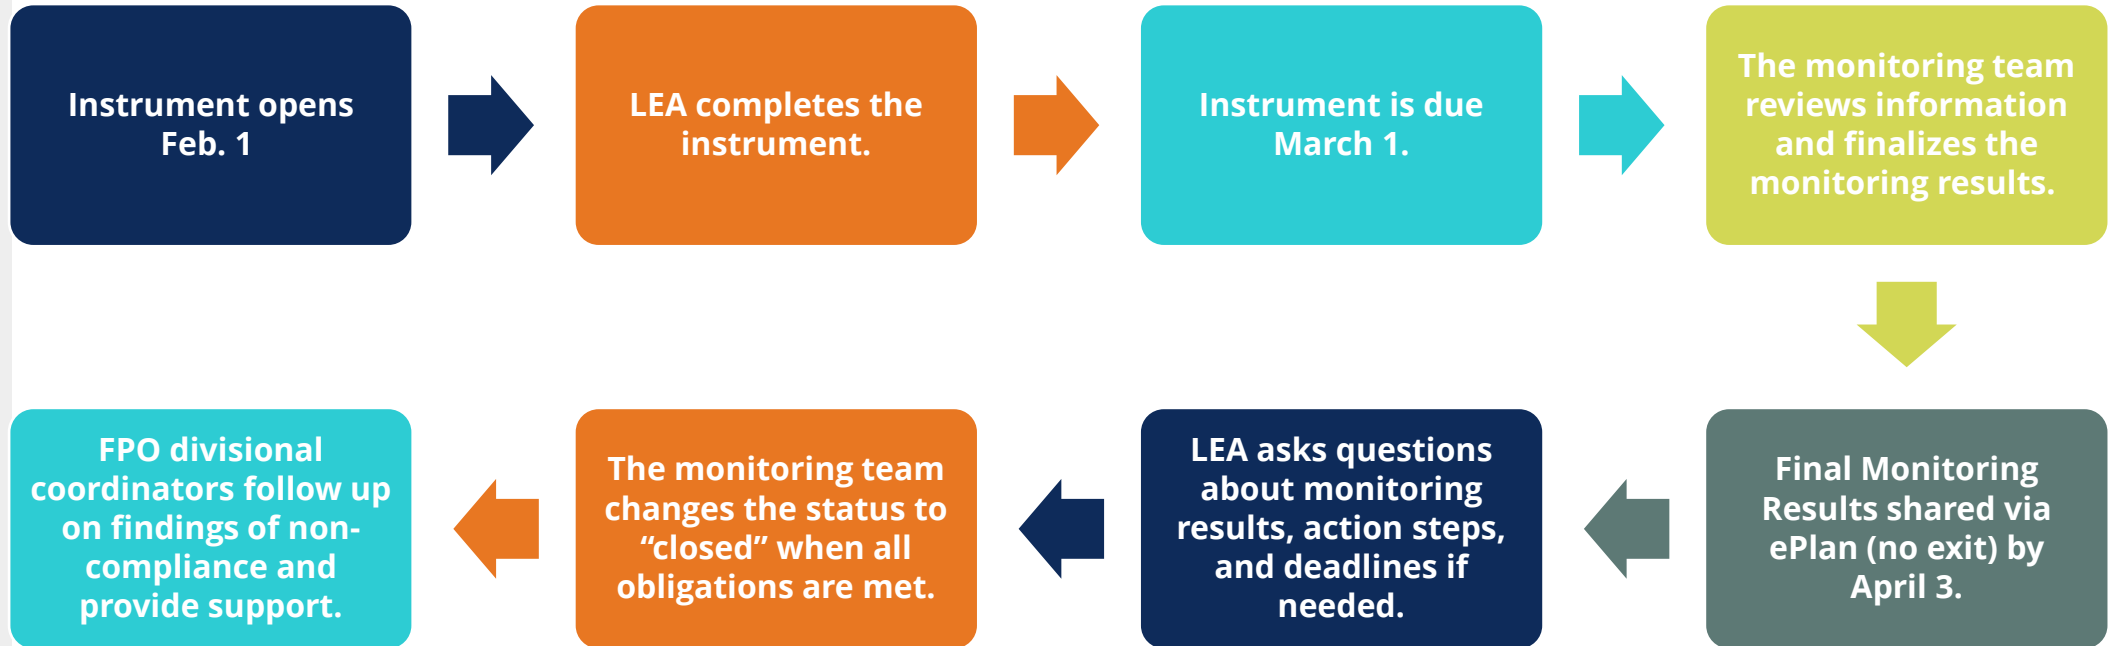 Instrument opens
Feb. 1
LEA completes the
instrument.
Instrument is due
March 1.
The monitoring team
reviews information
and finalizes the
monitoring results.
Final Monitoring
Results shared via
ePlan (no exit) by
April 3.
LEA asks questions
about monitoring
results, action steps,
and deadlines if
needed.
The monitoring team
changes the status to
“closed” when all
obligations are met.
FPO divisional
coordinators follow up
on findings of non-
compliance and
provide support.